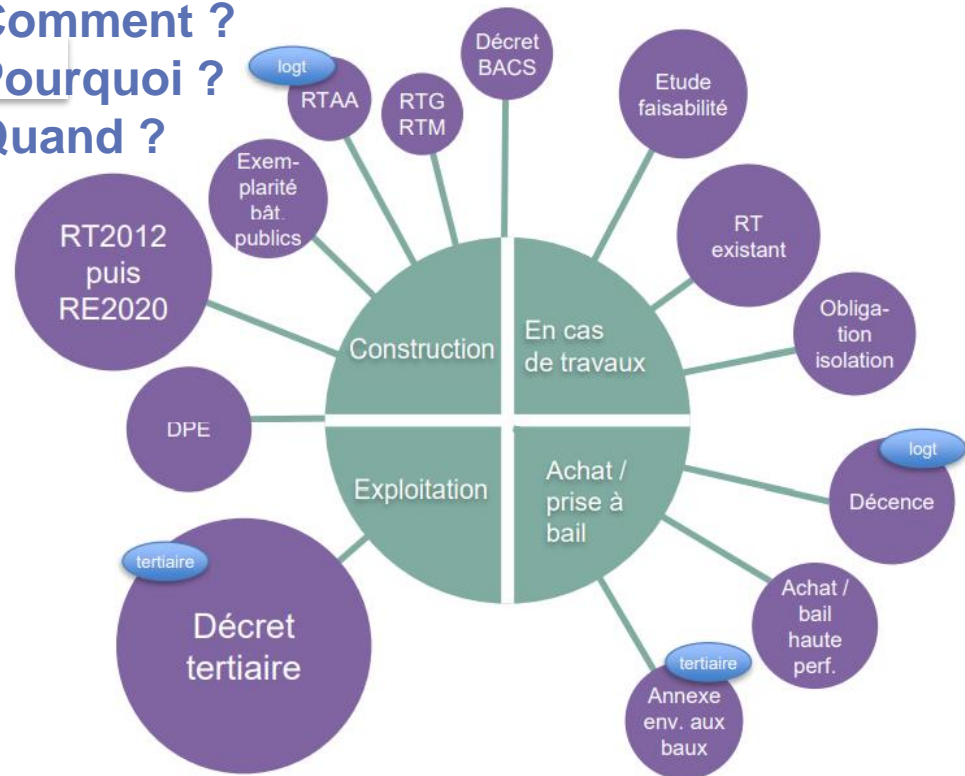 Comment ?
Pourquoi ?
Quand ?
logt
RTAA
RTG
RTM
Décret
BACS
Etude
faisabilité
Exem-
plarité
bât.
publics
RT2012
puis
RE2020
RT
existant
Obliga-
tion
isolation
Construction
En cas
de travaux
DPE
Exploitation
Achat /
prise à
bail
logt
Décence
tertiaire
Décret
tertiaire
Achat /
bail
haute
perf.
tertiaire
Annexe
env. aux
baux